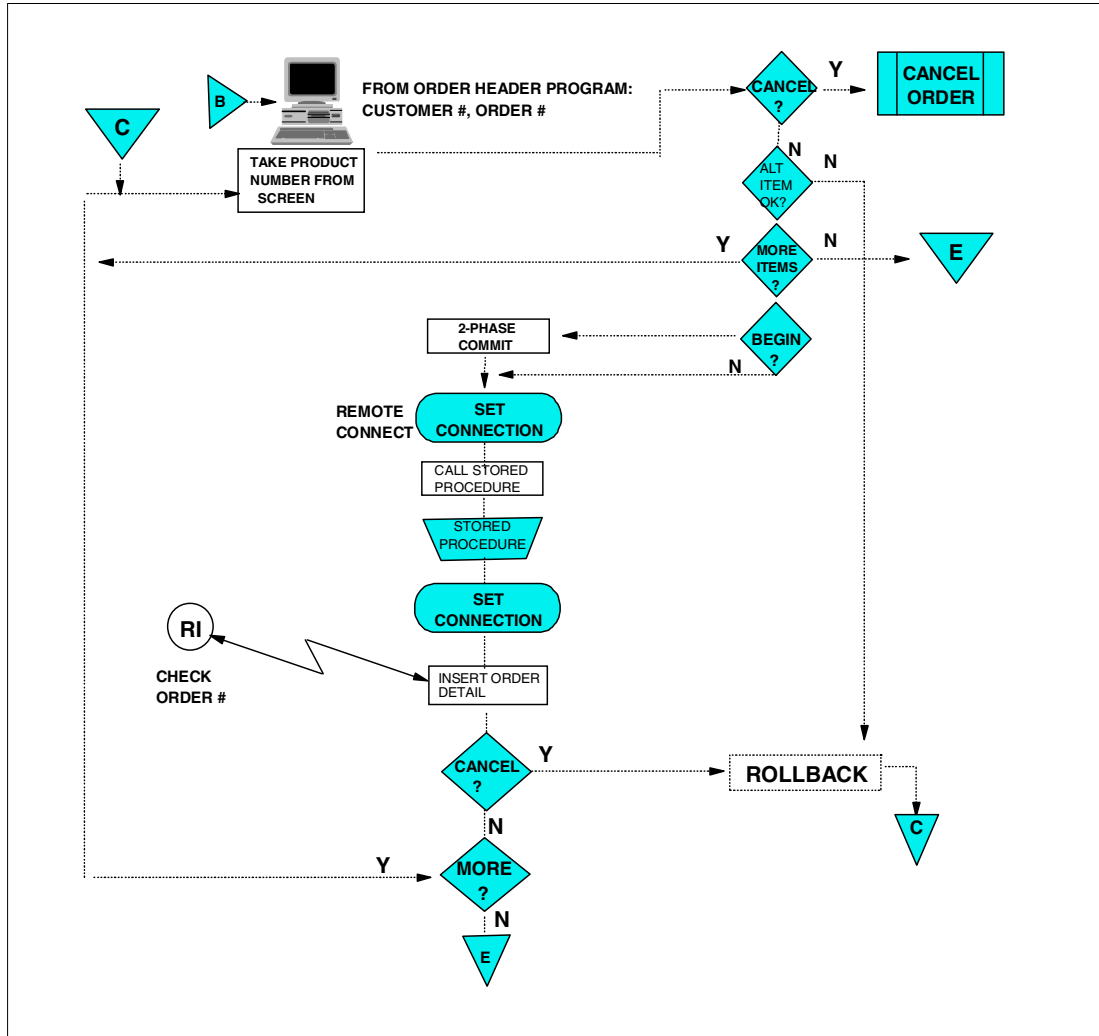 B
FROM ORDER HEADER PROGRAM:
CUSTOMER #, ORDER #
CANCEL
?
Y
CANCEL
ORDER
C
TAKE PRODUCT
NUMBER FROM
SCREEN
N
ALT
ITEM
OK?
N
Y
MORE
ITEMS
?
N
E
2-PHASE
COMMIT
BEGIN
?
N
REMOTE
CONNECT
SET
CONNECTION
CALL STORED
PROCEDURE
STORED
PROCEDURE
SET
CONNECTION
RI
CHECK
ORDER #
INSERT ORDER
DETAIL
CANCEL
?
Y
ROLLBACK
C
N
Y
MORE
?
N
E